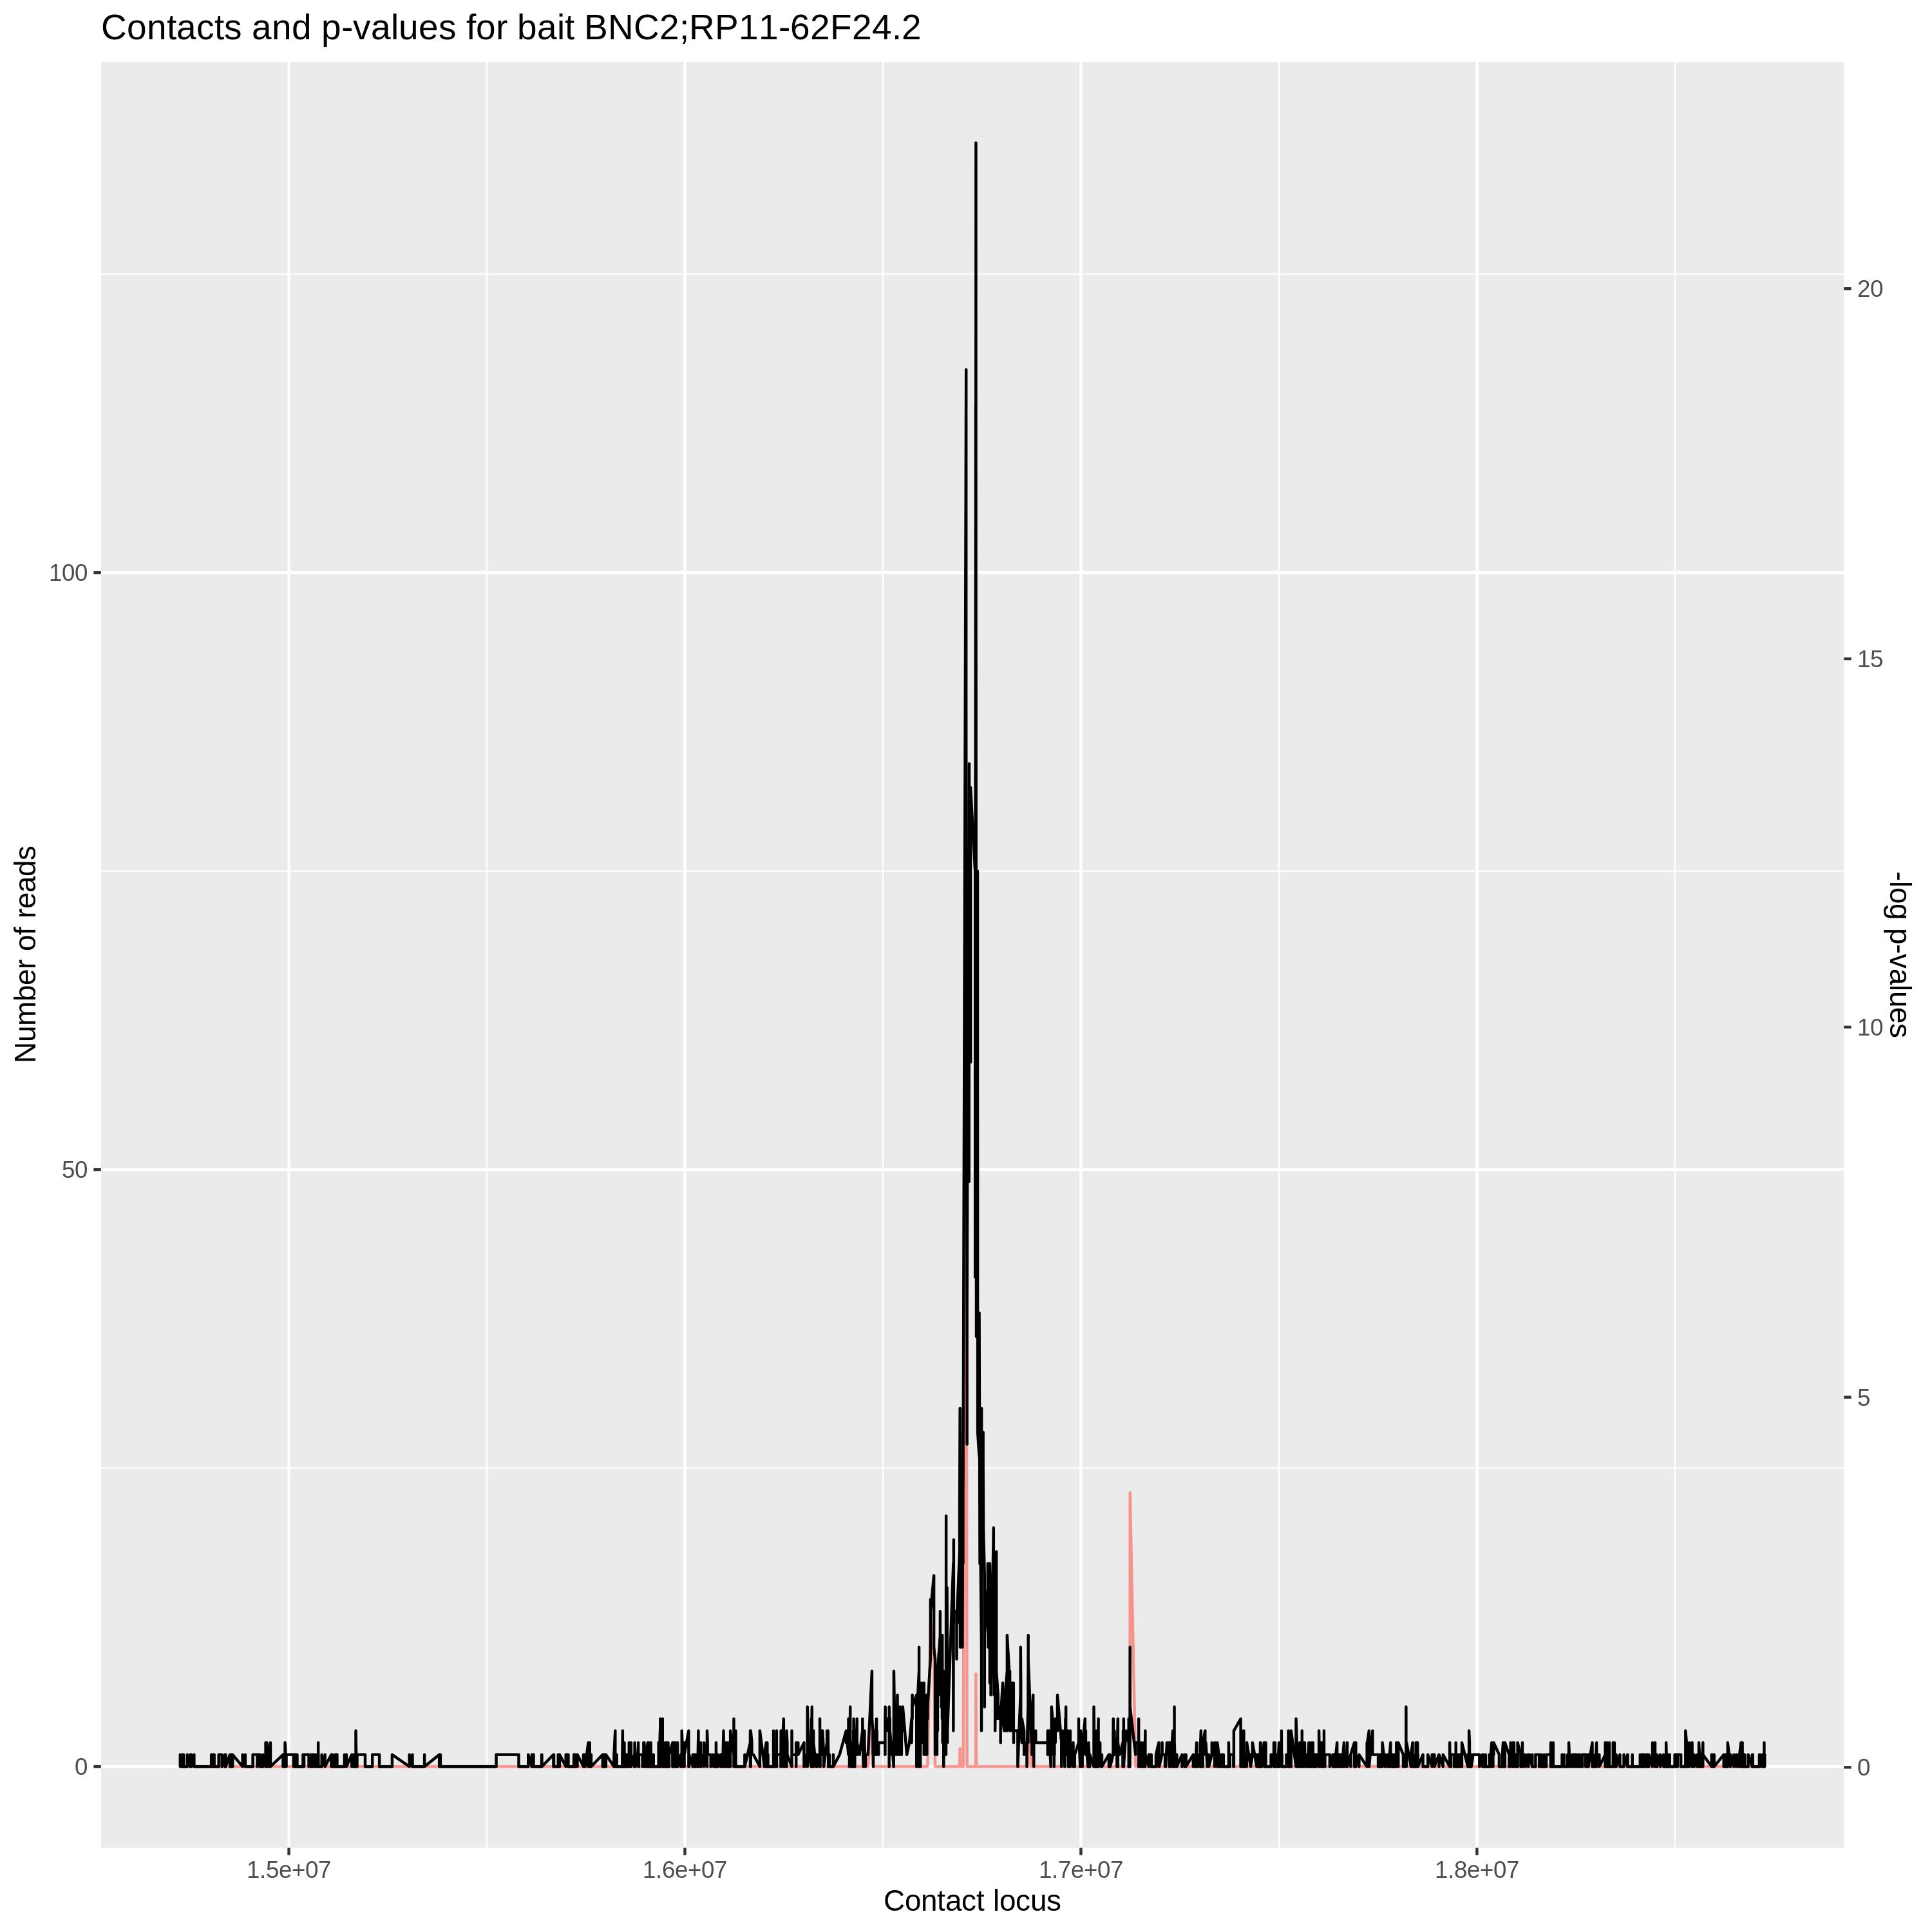 Contacts and p-values for bait BNC2;RP11-62F24.2
Number of reads
100
50
0
20
15
10
5
0
-log p-values
1.5e+07
1.6e+07
1.7e+07
1.8e+07
Contact locus